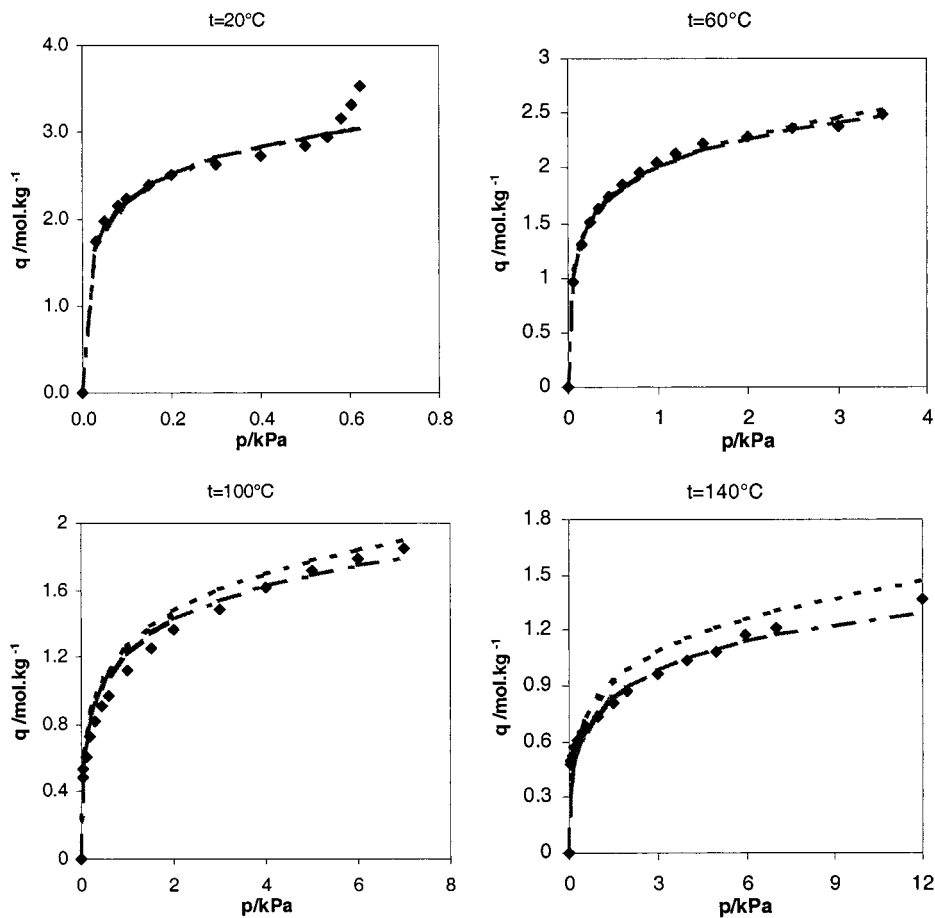 t=20°C
4.0
3.0
2.0
1.0
0.0
q /mol.kg⁻¹
0.0 0.2 0.4 0.6 0.8
p/kPa
t=60°C
3
2.5
2
1.5
1
0.5
0
q /mol.kg⁻¹
0 1 2 3 4
p/kPa
t=100°C
2
1.6
1.2
0.8
0.4
0
q /mol.kg⁻¹
0 2 4 6 8
p/kPa
t=140°C
1.8
1.5
1.2
0.9
0.6
0.3
0
q /mol.kg⁻¹
0 3 6 9 12
p/kPa